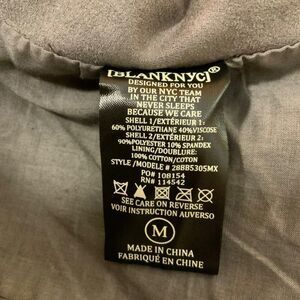 [BLANKNYC]®
DESIGNED FOR YOU
BY OUR NYC TEAM
IN THE CITY THAT
NEVER SLEEPS
BECAUSE WE CARE
SHELL 1/EXTÉRIEUR 1:
60% POLYURETHANE 40%VISCOSE
SHELL 2/EXTÉRIEUR 2:
90%POLYESTER 10% SPANDEX
LINING/DOUBLURE:
100% COTTON/COTON
STYLE /MODELE # 28BB5305MX
PO# 10B154
RN# 114542
SEE CARE ON REVERSE
VOIR INSTRUCTION AUVERSO
M
MADE IN CHINA
FABRIQUÉ EN CHINE